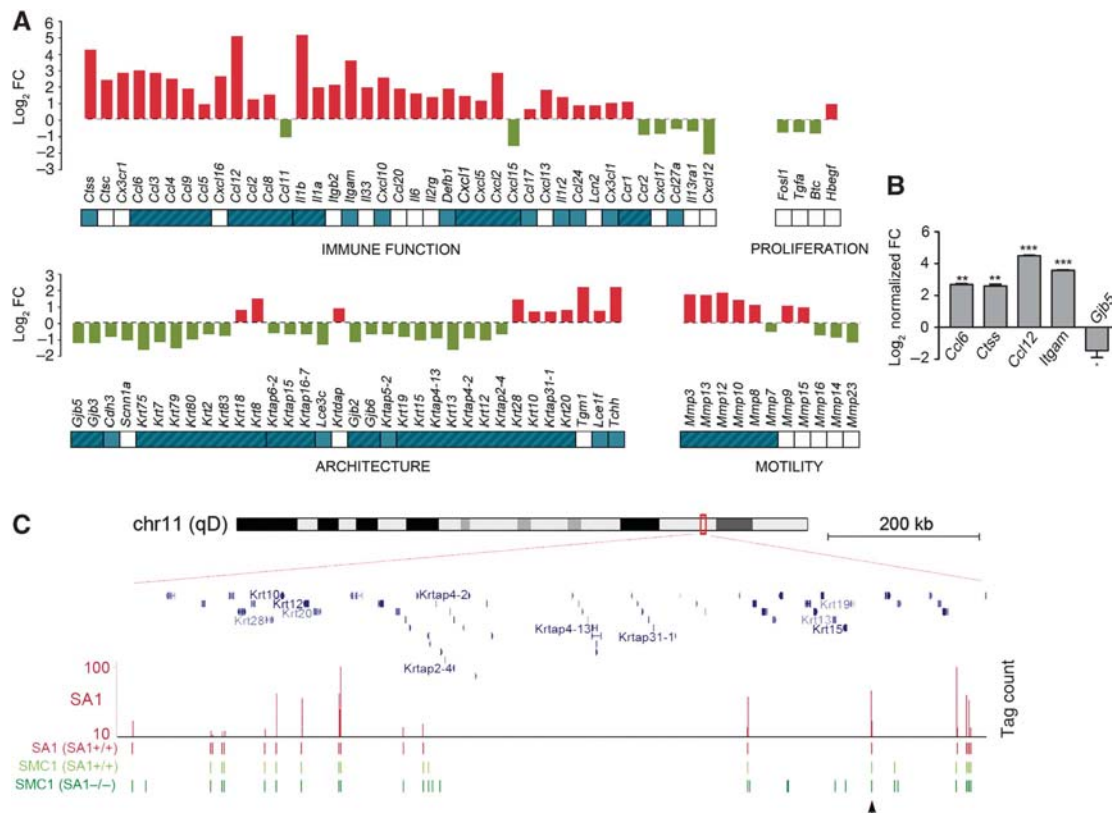 A
Log2 FC
6
5
4
3
2
1
0
−1
−2
−3
Ctss
Ctsc
Cx3cr1
Ccl6
Ccl3
Ccl4
Ccl9
Ccl5
Cxcl16
Ccl12
Ccl2
Ccl8
Ccl11
Il1b
Il1a
Itgb2
Itgam
Il33
Cxcl10
Ccl20
Il6
Il2rg
Defb1
Cxcl1
Cxcl5
Cxcl2
Cxcl15
Ccl17
Cxcl13
Il1r2
Ccl24
Lcn2
Cx3cl1
Ccr1
Ccr2
Cxcl17
Ccl27a
Il13ra1
Cxcl12
IMMUNE FUNCTION
Fosl1
Tgfa
Btc
Hbegf
PROLIFERATION
B
Log2 normalized FC
6
4
2
0
−2
** ** *** ***
Ccl6
Ctss
Ccl12
Itgam
Gjb5
Log2 FC
3
2
1
0
−1
−2
Gjb5
Gjb3
Cdh3
Scnn1a
Krt75
Krt7
Krt79
Krt80
Krt2
Krt83
Krt18
Krt8
Krtap6-2
Krtap15
Krtap16-7
Lce3c
Krtdap
Gjb2
Gjb6
Krtap5-2
Krt19
Krt15
Krtap4-13
Krt13
Krtap4-2
Krt12
Krtap2-4
Krt28
Krt10
Krtap31-1
Krt20
Tgm1
Lce1f
Tchh
ARCHITECTURE
Mmp3
Mmp13
Mmp12
Mmp10
Mmp8
Mmp7
Mmp9
Mmp15
Mmp16
Mmp14
Mmp23
MOTILITY
C
chr11 (qD)
200 kb
Krt10 Krtap4-2
Krt12 Krt19
Krt20
Krt28 Krt13
Krtap4-13 Krt15
Krtap31-1
Krtap2-4
100
SA1
10
Tag count
SA1 (SA1+/+)
SMC1 (SA1+/+)
SMC1 (SA1−/−)